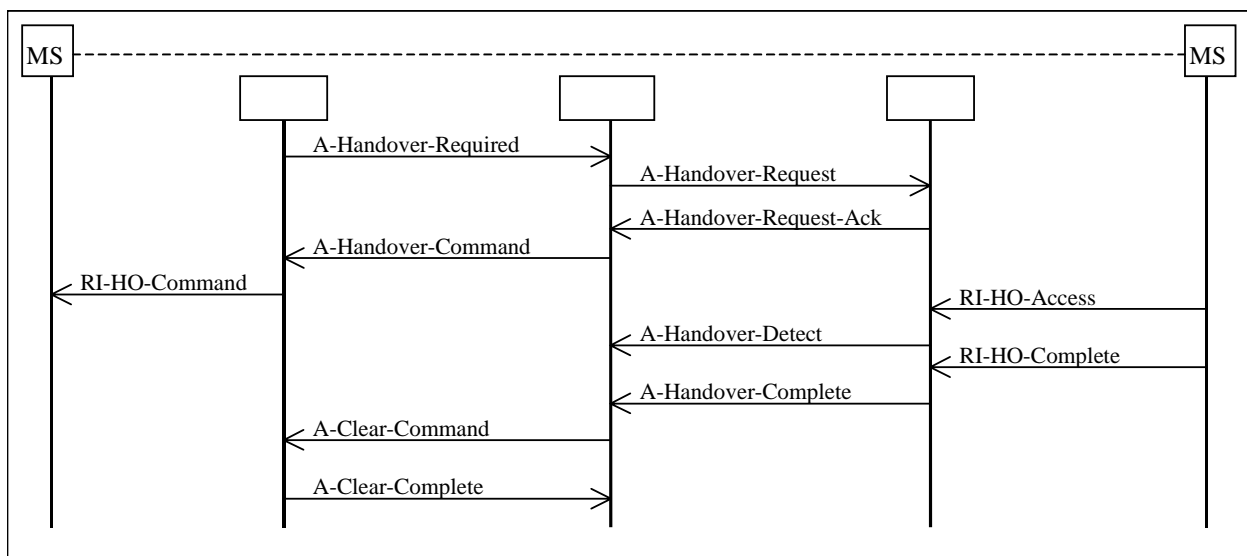 MS
MS
A-Handover-Required
A-Handover-Request
A-Handover-Request-Ack
A-Handover-Command
RI-HO-Command
RI-HO-Access
A-Handover-Detect
RI-HO-Complete
A-Handover-Complete
A-Clear-Command
A-Clear-Complete